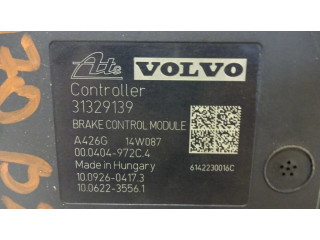 Ate VOLVO
Controller
31329139
BRAKE CONTROL MODULE
A426G 14W087
00.0404-972C.4
Made in Hungary
10.0926-0417.3
10.0622-3556.1
6142230016C